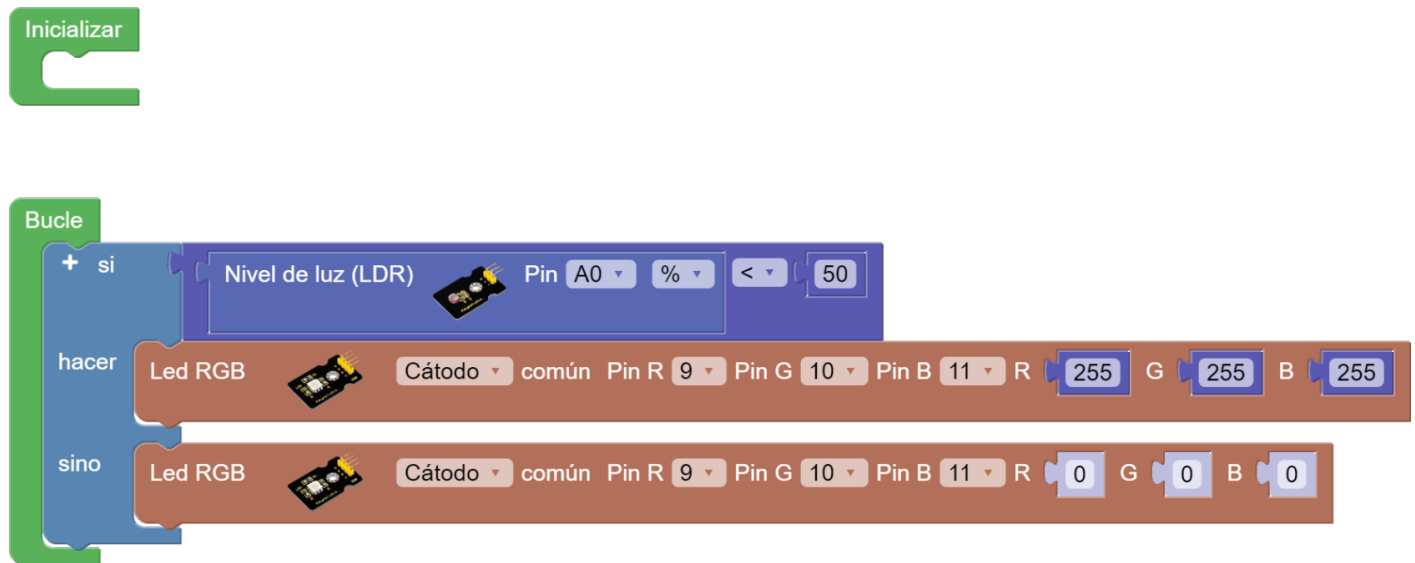 Inicializar
Bucle
+ si Nivel de luz (LDR) Pin A0 % < 50
hacer Led RGB Cátodo común Pin R 9 Pin G 10 Pin B 11 R 255 G 255 B 255
sino Led RGB Cátodo común Pin R 9 Pin G 10 Pin B 11 R 0 G 0 B 0